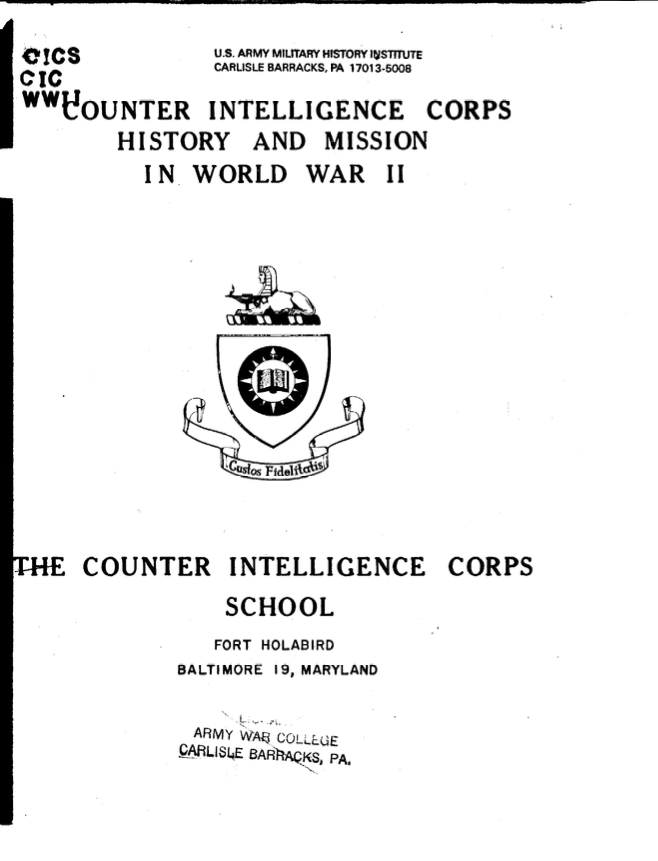 CICS
CIC
WWII
U.S. ARMY MILITARY HISTORY INSTITUTE
CARLISLE BARRACKS, PA 17013-5008
COUNTER INTELLIGENCE CORPS
HISTORY AND MISSION
IN WORLD WAR II
Custos Fidelitatis
THE COUNTER INTELLIGENCE CORPS
SCHOOL
FORT HOLABIRD
BALTIMORE 19, MARYLAND
ARMY WAR COLLEGE
CARLISLE BARRACKS, PA.